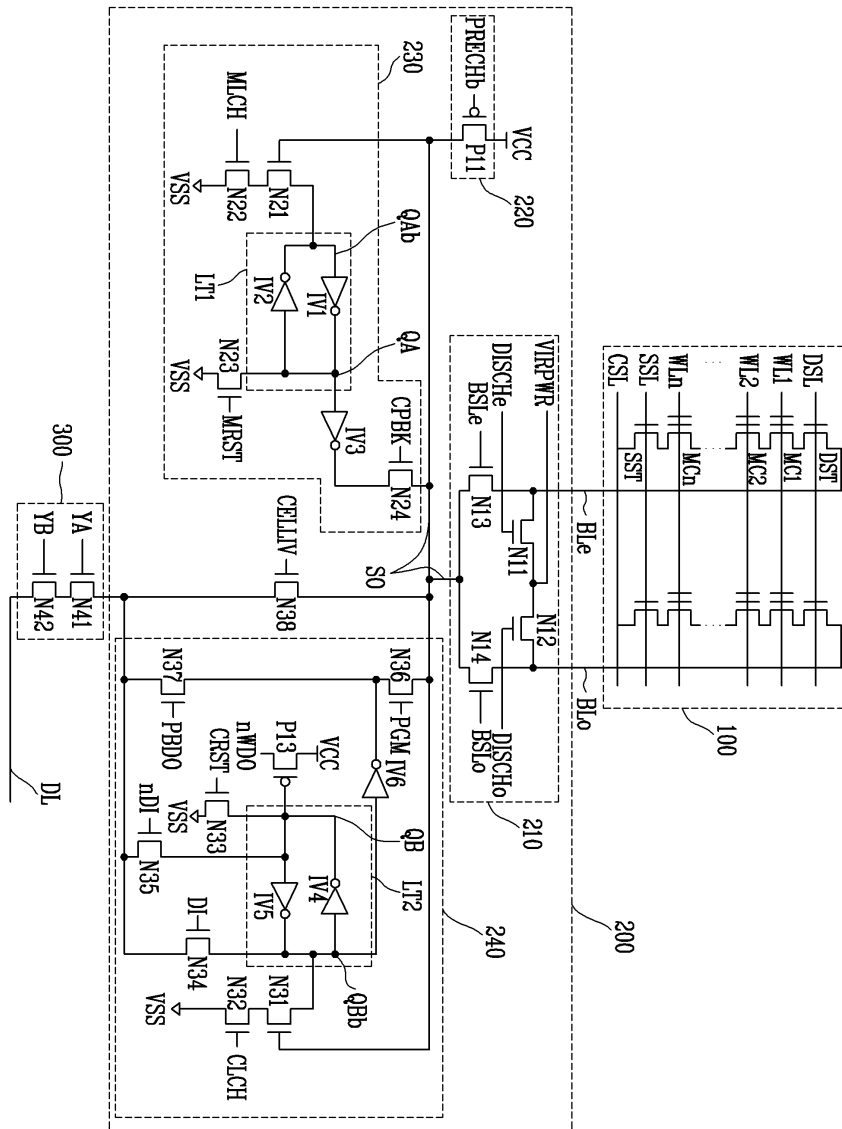 100
DSL
WL1
WL2
WLn
SSL
CSL
DST
MC1
MC2
MCn
SST
BLe
BLo
200
210
VIRPWR
DISCHe
BSLe
N11
N12
N13
N14
DISCHo
BSLo
SO
220
VCC
PRECHb
P11
230
MLCH
N21
N22
VSS
QAb
LT1
IV1
IV2
QA
N23
MRST
VSS
IV3
CPBK
N24
CELLIV
N38
240
N36
PGM
IV6
N37
PBDO
VCC
P13
nWDO
CRST
N33
VSS
QB
LT2
IV4
IV5
nDI
N35
DI
N34
QBb
N31
N32
CLCH
VSS
300
YA
YB
N41
N42
DL